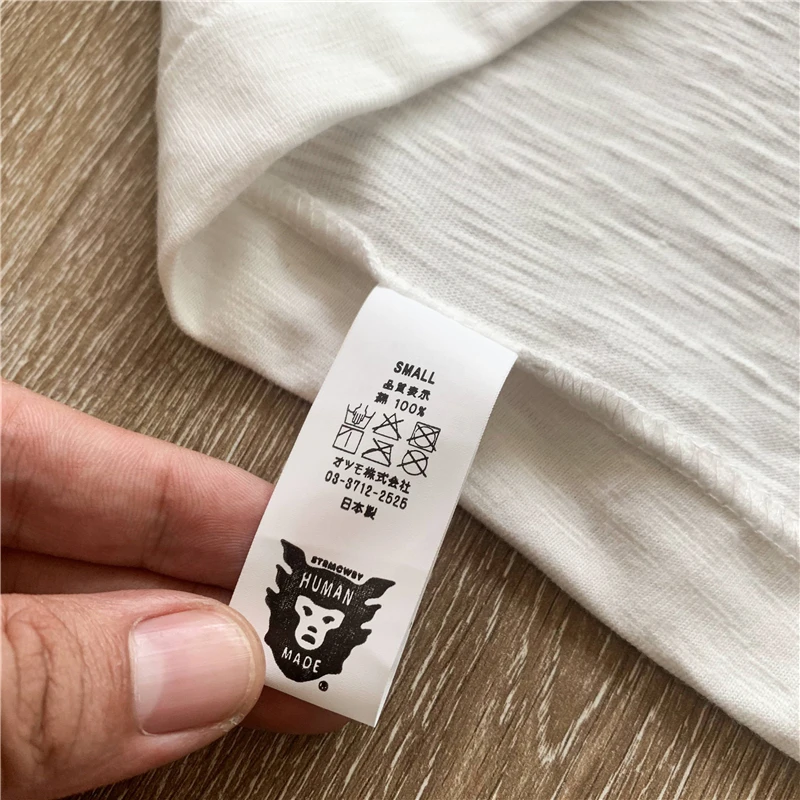 SMALL
品質表示
綿 100%
オツモ株式会社
03-3712-2525
日本製
STRMCWBY
HUMAN
MADE
®